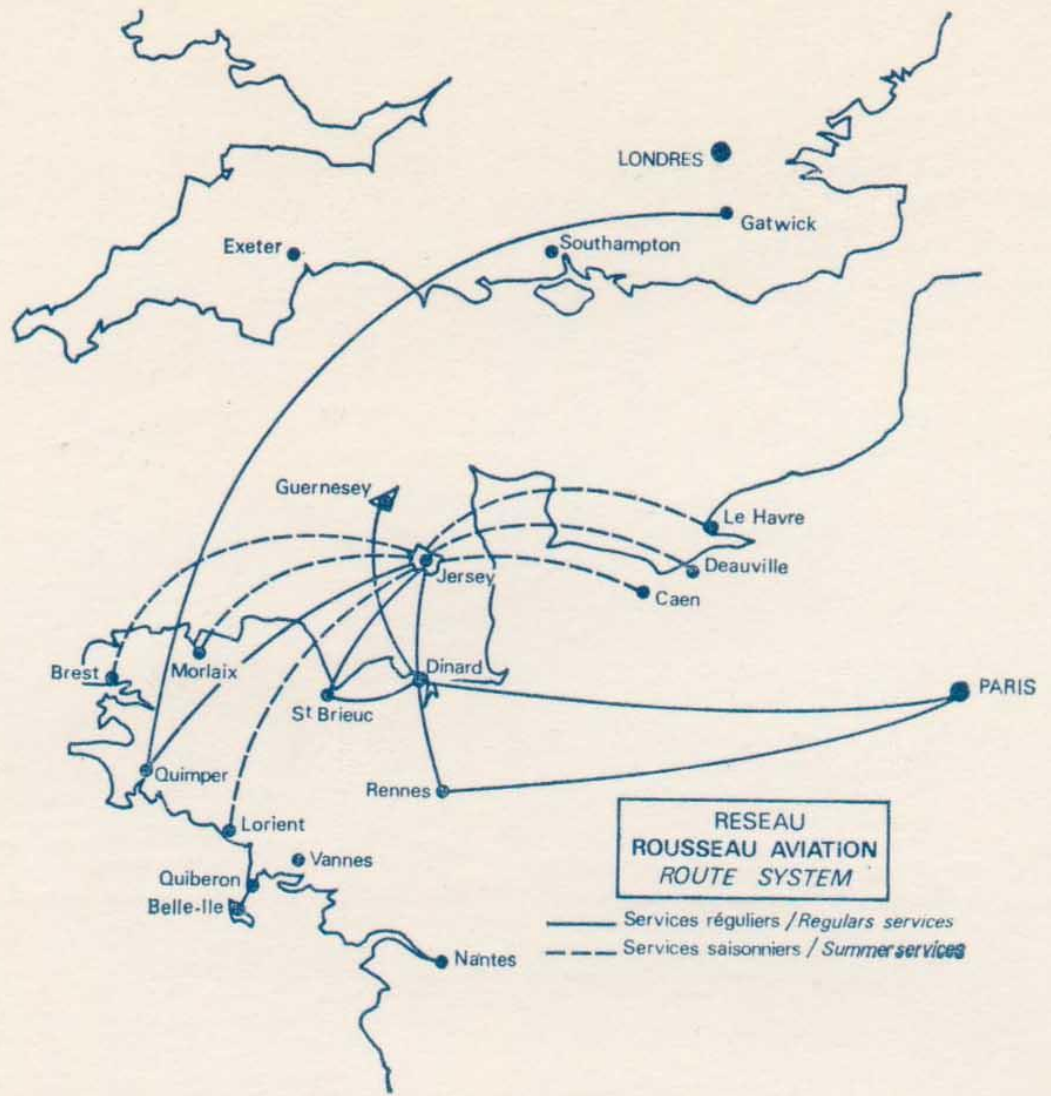 LONDRES
Gatwick
Southampton
Exeter
Guernesey
Le Havre
Deauville
Jersey
Caen
Brest
Morlaix
Dinard
St Brieuc
PARIS
Quimper
Rennes
Lorient
Vannes
Quiberon
Belle-Ile
Nantes
RESEAU
ROUSSEAU AVIATION
ROUTE SYSTEM
Services réguliers / Regulars services
Services saisonniers / Summer services